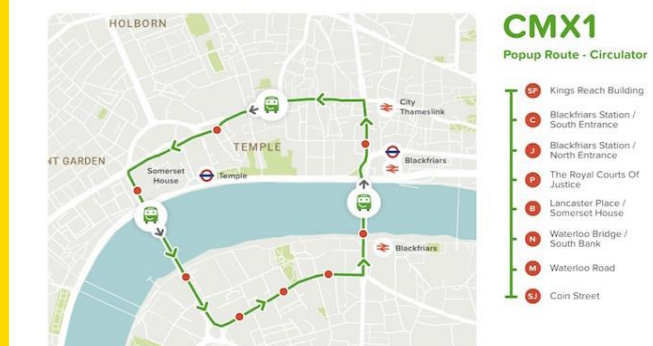 HOLBORN
City
Thameslink
TEMPLE
Blackfriars
NT GARDEN
Somerset
House
Temple
Blackfriars
CMX1
Popup Route - Circulator
SF Kings Reach Building
C Blackfriars Station /
South Entrance
J Blackfriars Station /
North Entrance
P The Royal Courts Of
Justice
B Lancaster Place /
Somerset House
N Waterloo Bridge /
South Bank
M Waterloo Road
SJ Coin Street